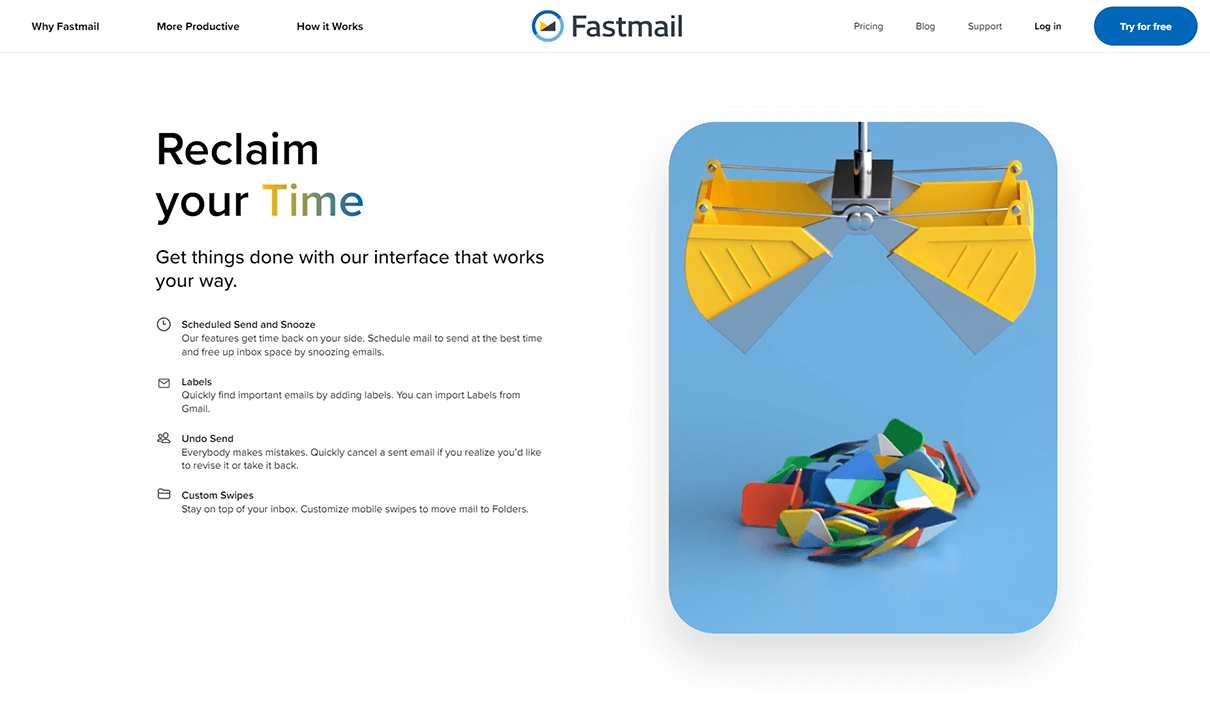 Why Fastmail
More Productive
How it Works
Fastmail
Pricing
Blog
Support
Log in
Try for free
Reclaim
your Time
Get things done with our interface that works
your way.
Scheduled Send and Snooze
Our features get time back on your side. Schedule mail to send at the best time
and free up inbox space by snoozing emails.
Labels
Quickly find important emails by adding labels. You can import Labels from
Gmail.
Undo Send
Everybody makes mistakes. Quickly cancel a sent email if you realize you’d like
to revise it or take it back.
Custom Swipes
Stay on top of your inbox. Customize mobile swipes to move mail to Folders.